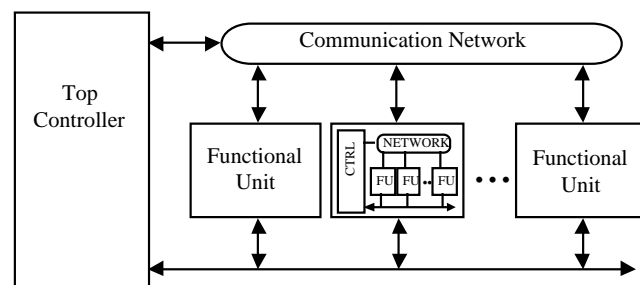 Communication Network
Top
Controller
Functional
Unit
CTRL
NETWORK
FU
FU
FU
Functional
Unit